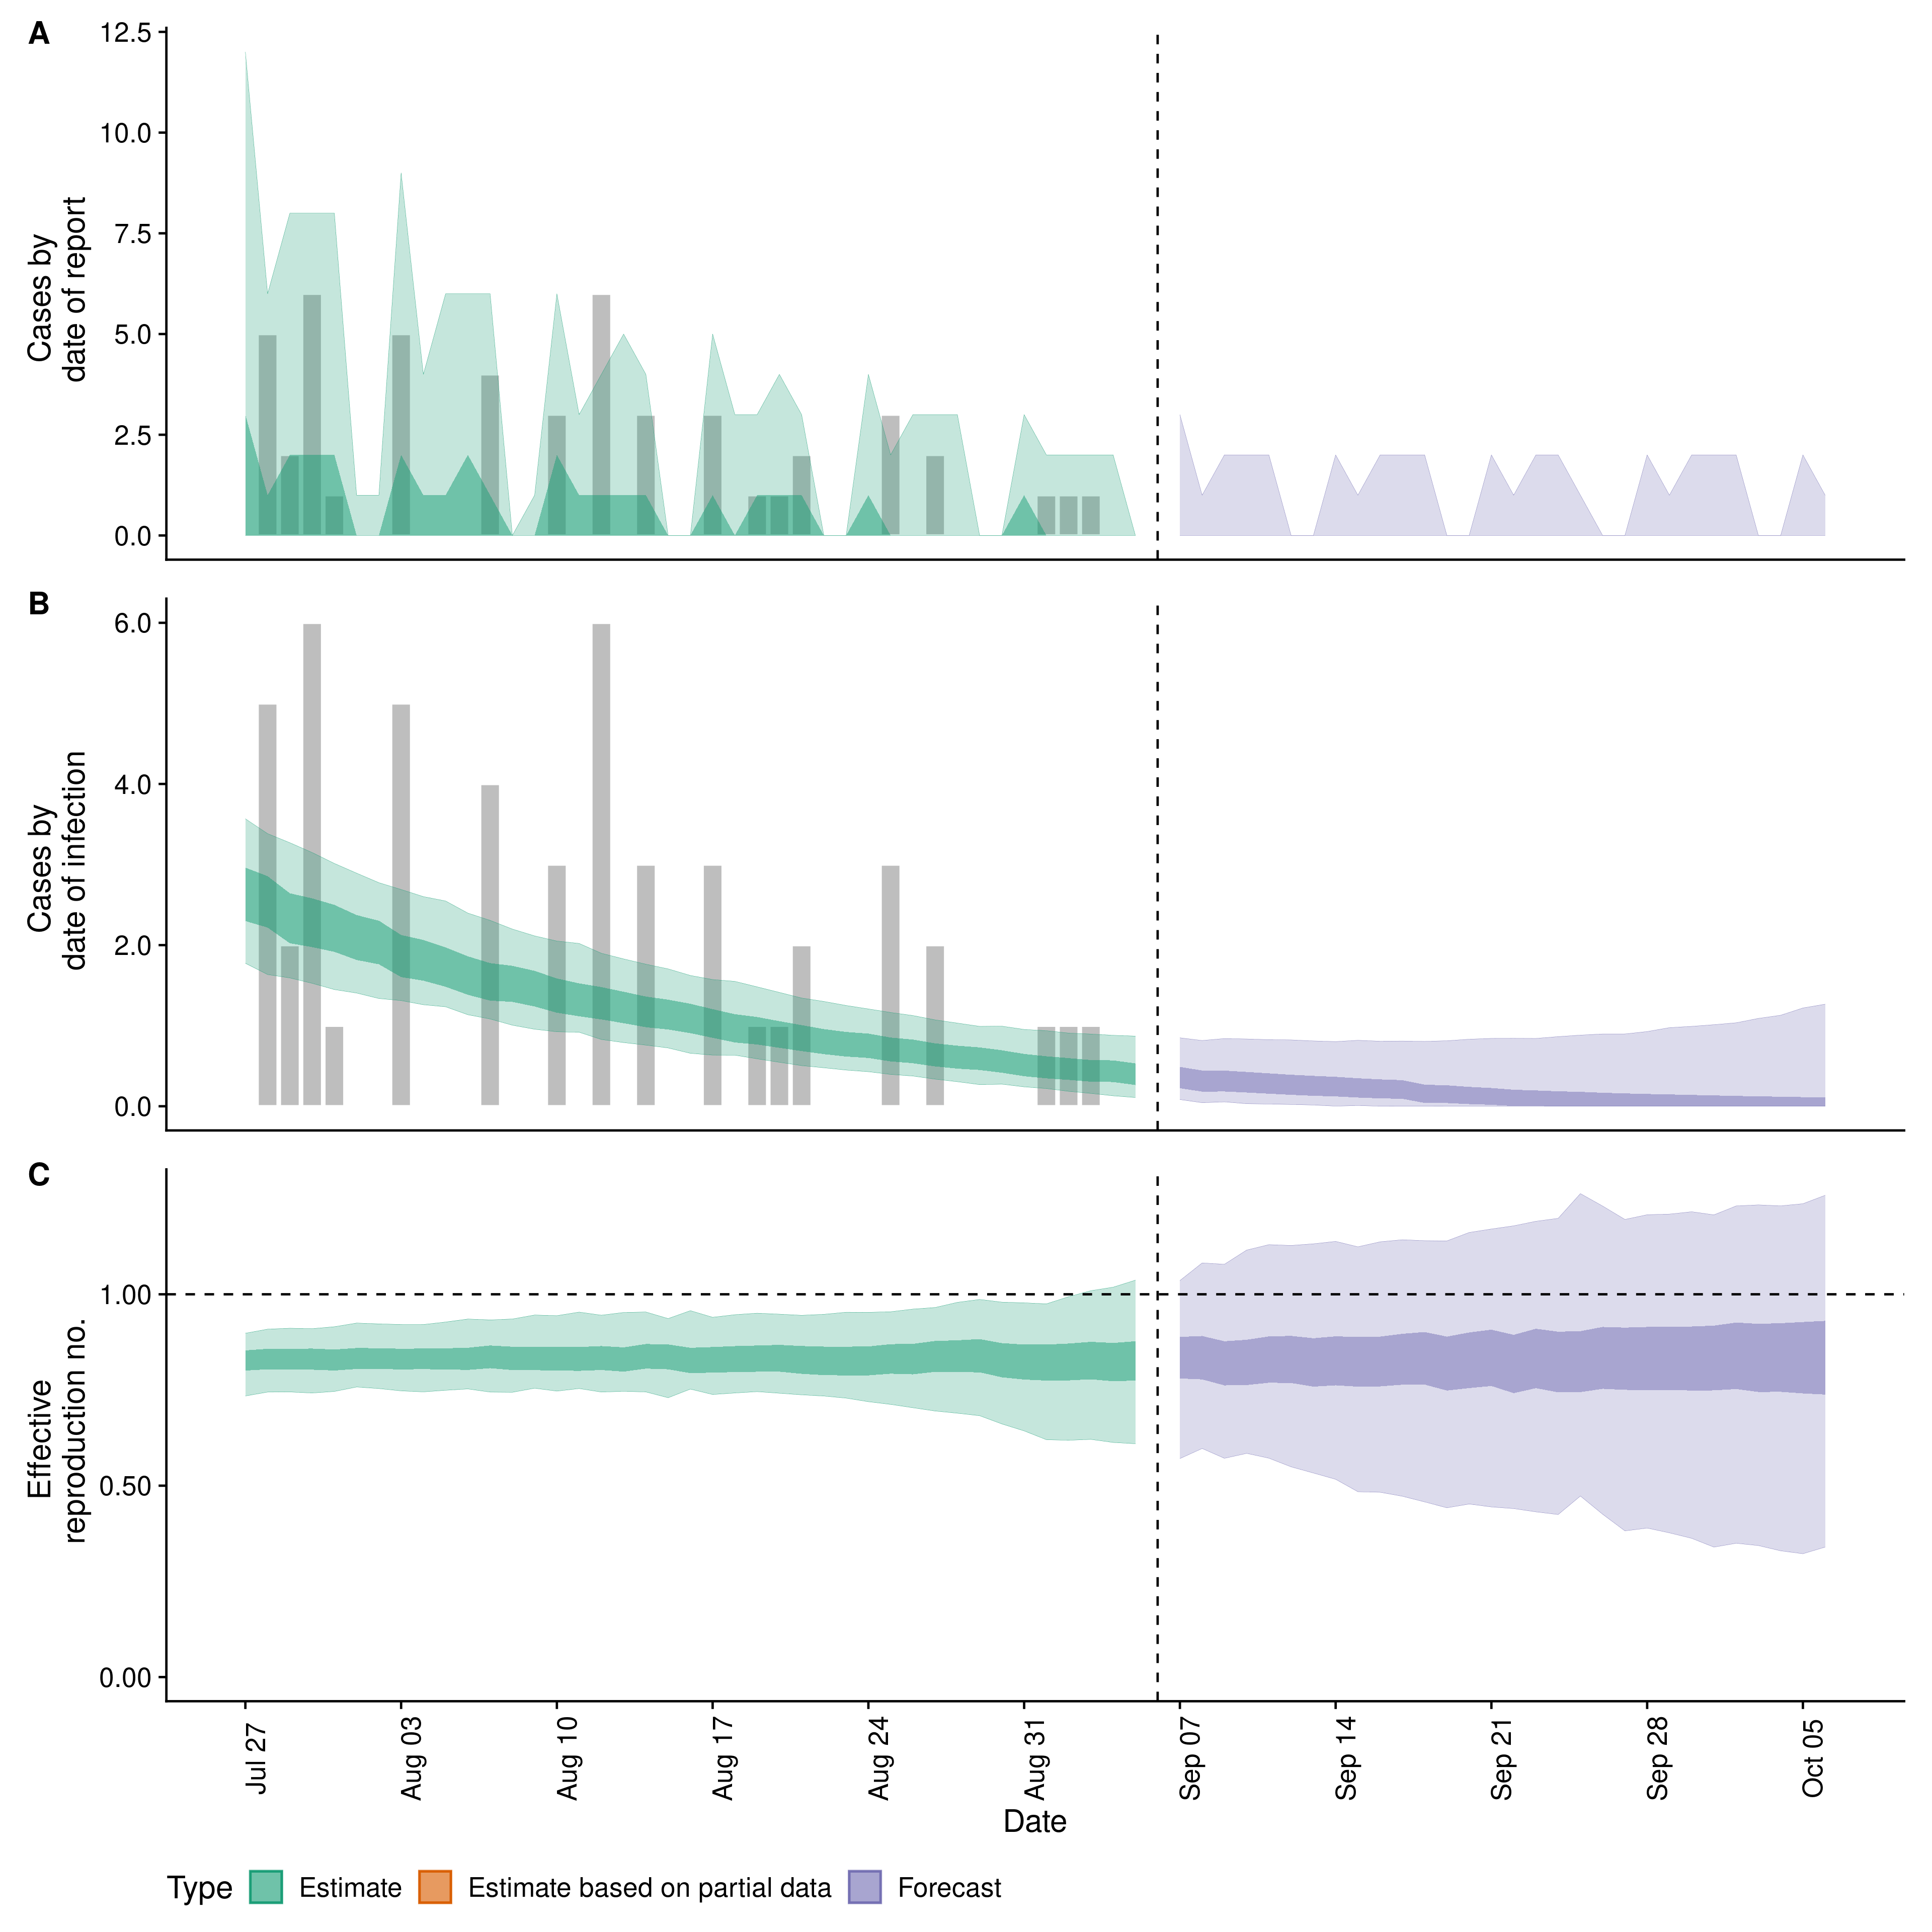 A
12.5
10.0
7.5
5.0
2.5
0.0
Cases by
date of report
B
6.0
4.0
2.0
0.0
Cases by
date of infection
C
1.00
0.50
0.00
Effective
reproduction no.
Jul 27
Aug 03
Aug 10
Aug 17
Aug 24
Aug 31
Sep 07
Sep 14
Sep 21
Sep 28
Oct 05
Date
Type Estimate Estimate based on partial data Forecast